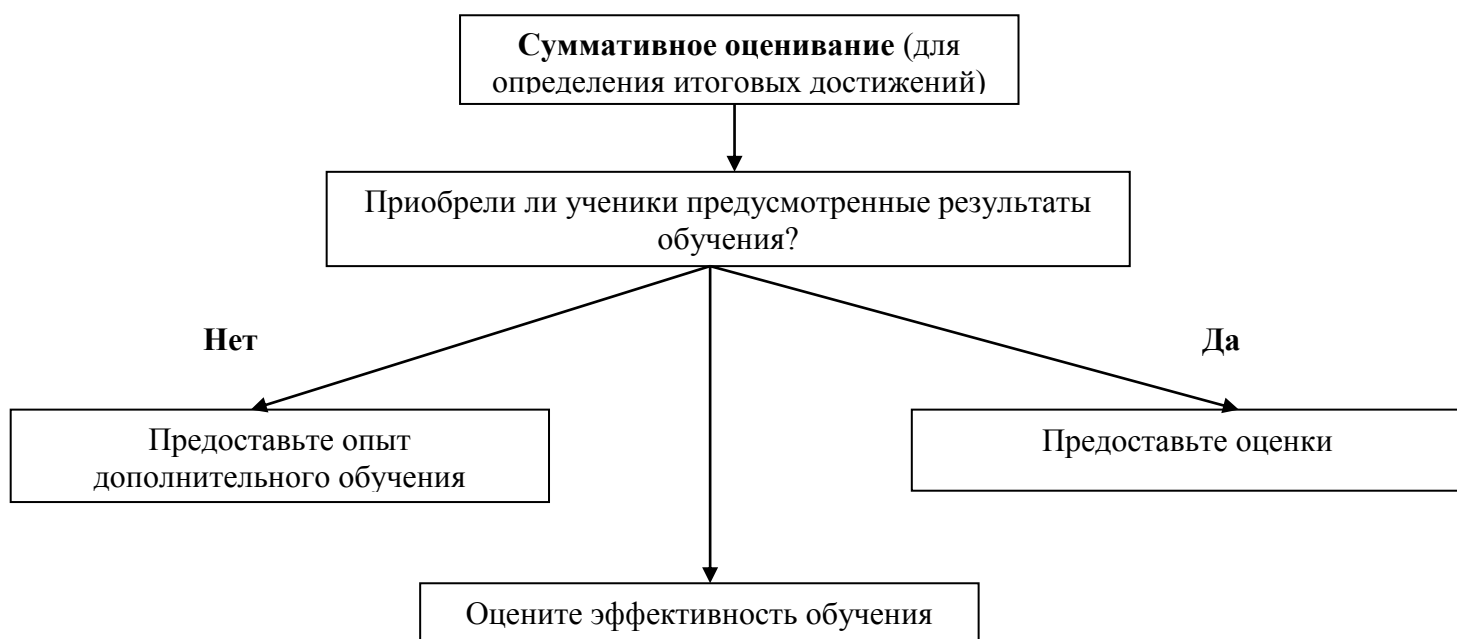 Суммативное оценивание (для
определения итоговых достижений)
Приобрели ли ученики предусмотренные результаты
обучения?
Нет
Да
Предоставьте опыт
дополнительного обучения
Предоставьте оценки
Оцените эффективность обучения